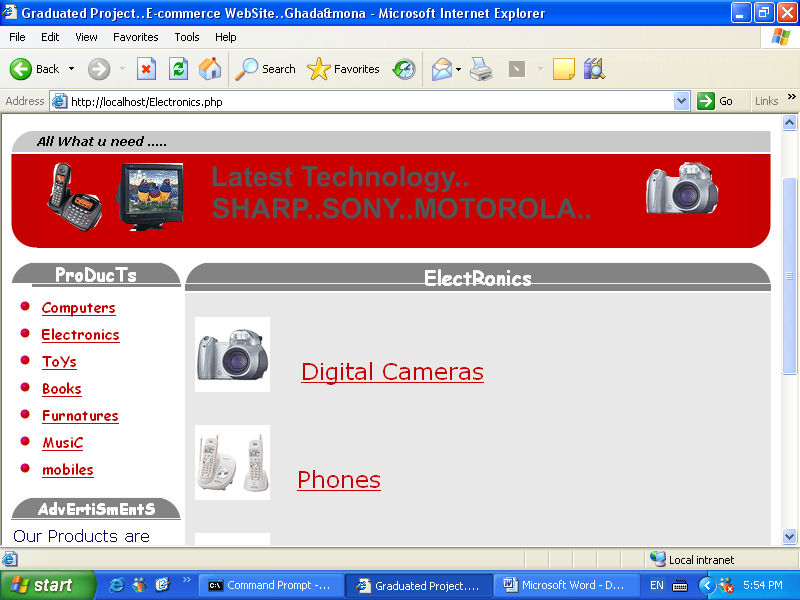 Graduated Project..E-commerce WebSite..Ghada&mona - Microsoft Internet Explorer
File Edit View Favorites Tools Help
Back Search Favorites
Address http://localhost/Electronics.php Go Links »
All What u need .....
Latest Technology..
SHARP..SONY..MOTOROLA..
ProDucTs
Computers
Electronics
ToYs
Books
Furnatures
MusiC
mobiles
AdvErtiSmEntS
Our Products are
ElectRonics
Digital Cameras
Phones
Local intranet
start » Command Prompt -... Graduated Project.... Microsoft Word - D... EN 5:54 PM